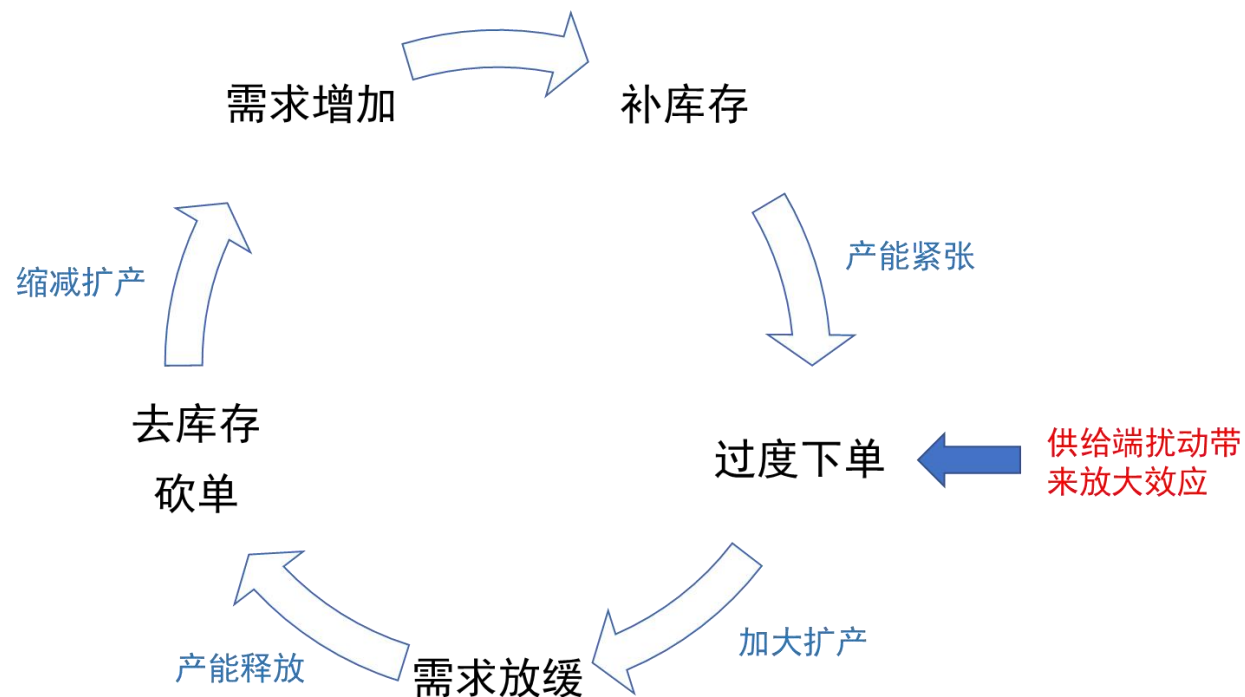 需求增加
补库存
产能紧张
缩减扩产
去库存
砍单
过度下单
供给端扰动带
来放大效应
加大扩产
产能释放
需求放缓